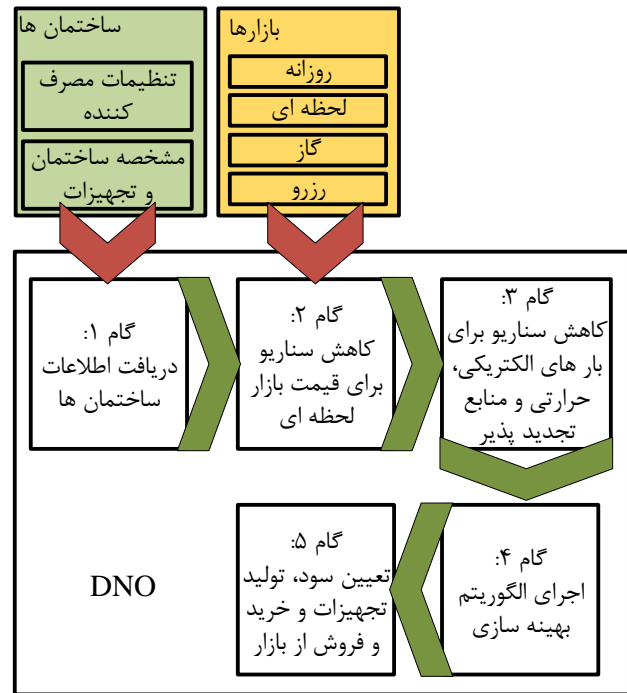 ساختمان ها
تنظیمات مصرف
کننده
مشخصه ساختمان
و تجهیزات
بازارها
روزانه
لحظه ای
گاز
رزرو
گام ۱:
دریافت اطلاعات
ساختمان ها
گام ۲:
کاهش سناریو
برای قیمت بازار
لحظه ای
گام ۳:
کاهش سناریو برای
بار های الکتریکی،
حرارتی و منابع
تجدید پذیر
گام ۴:
اجرای الگوریتم
بهینه سازی
گام ۵:
تعیین سود، تولید
تجهیزات و خرید
و فروش از بازار
DNO